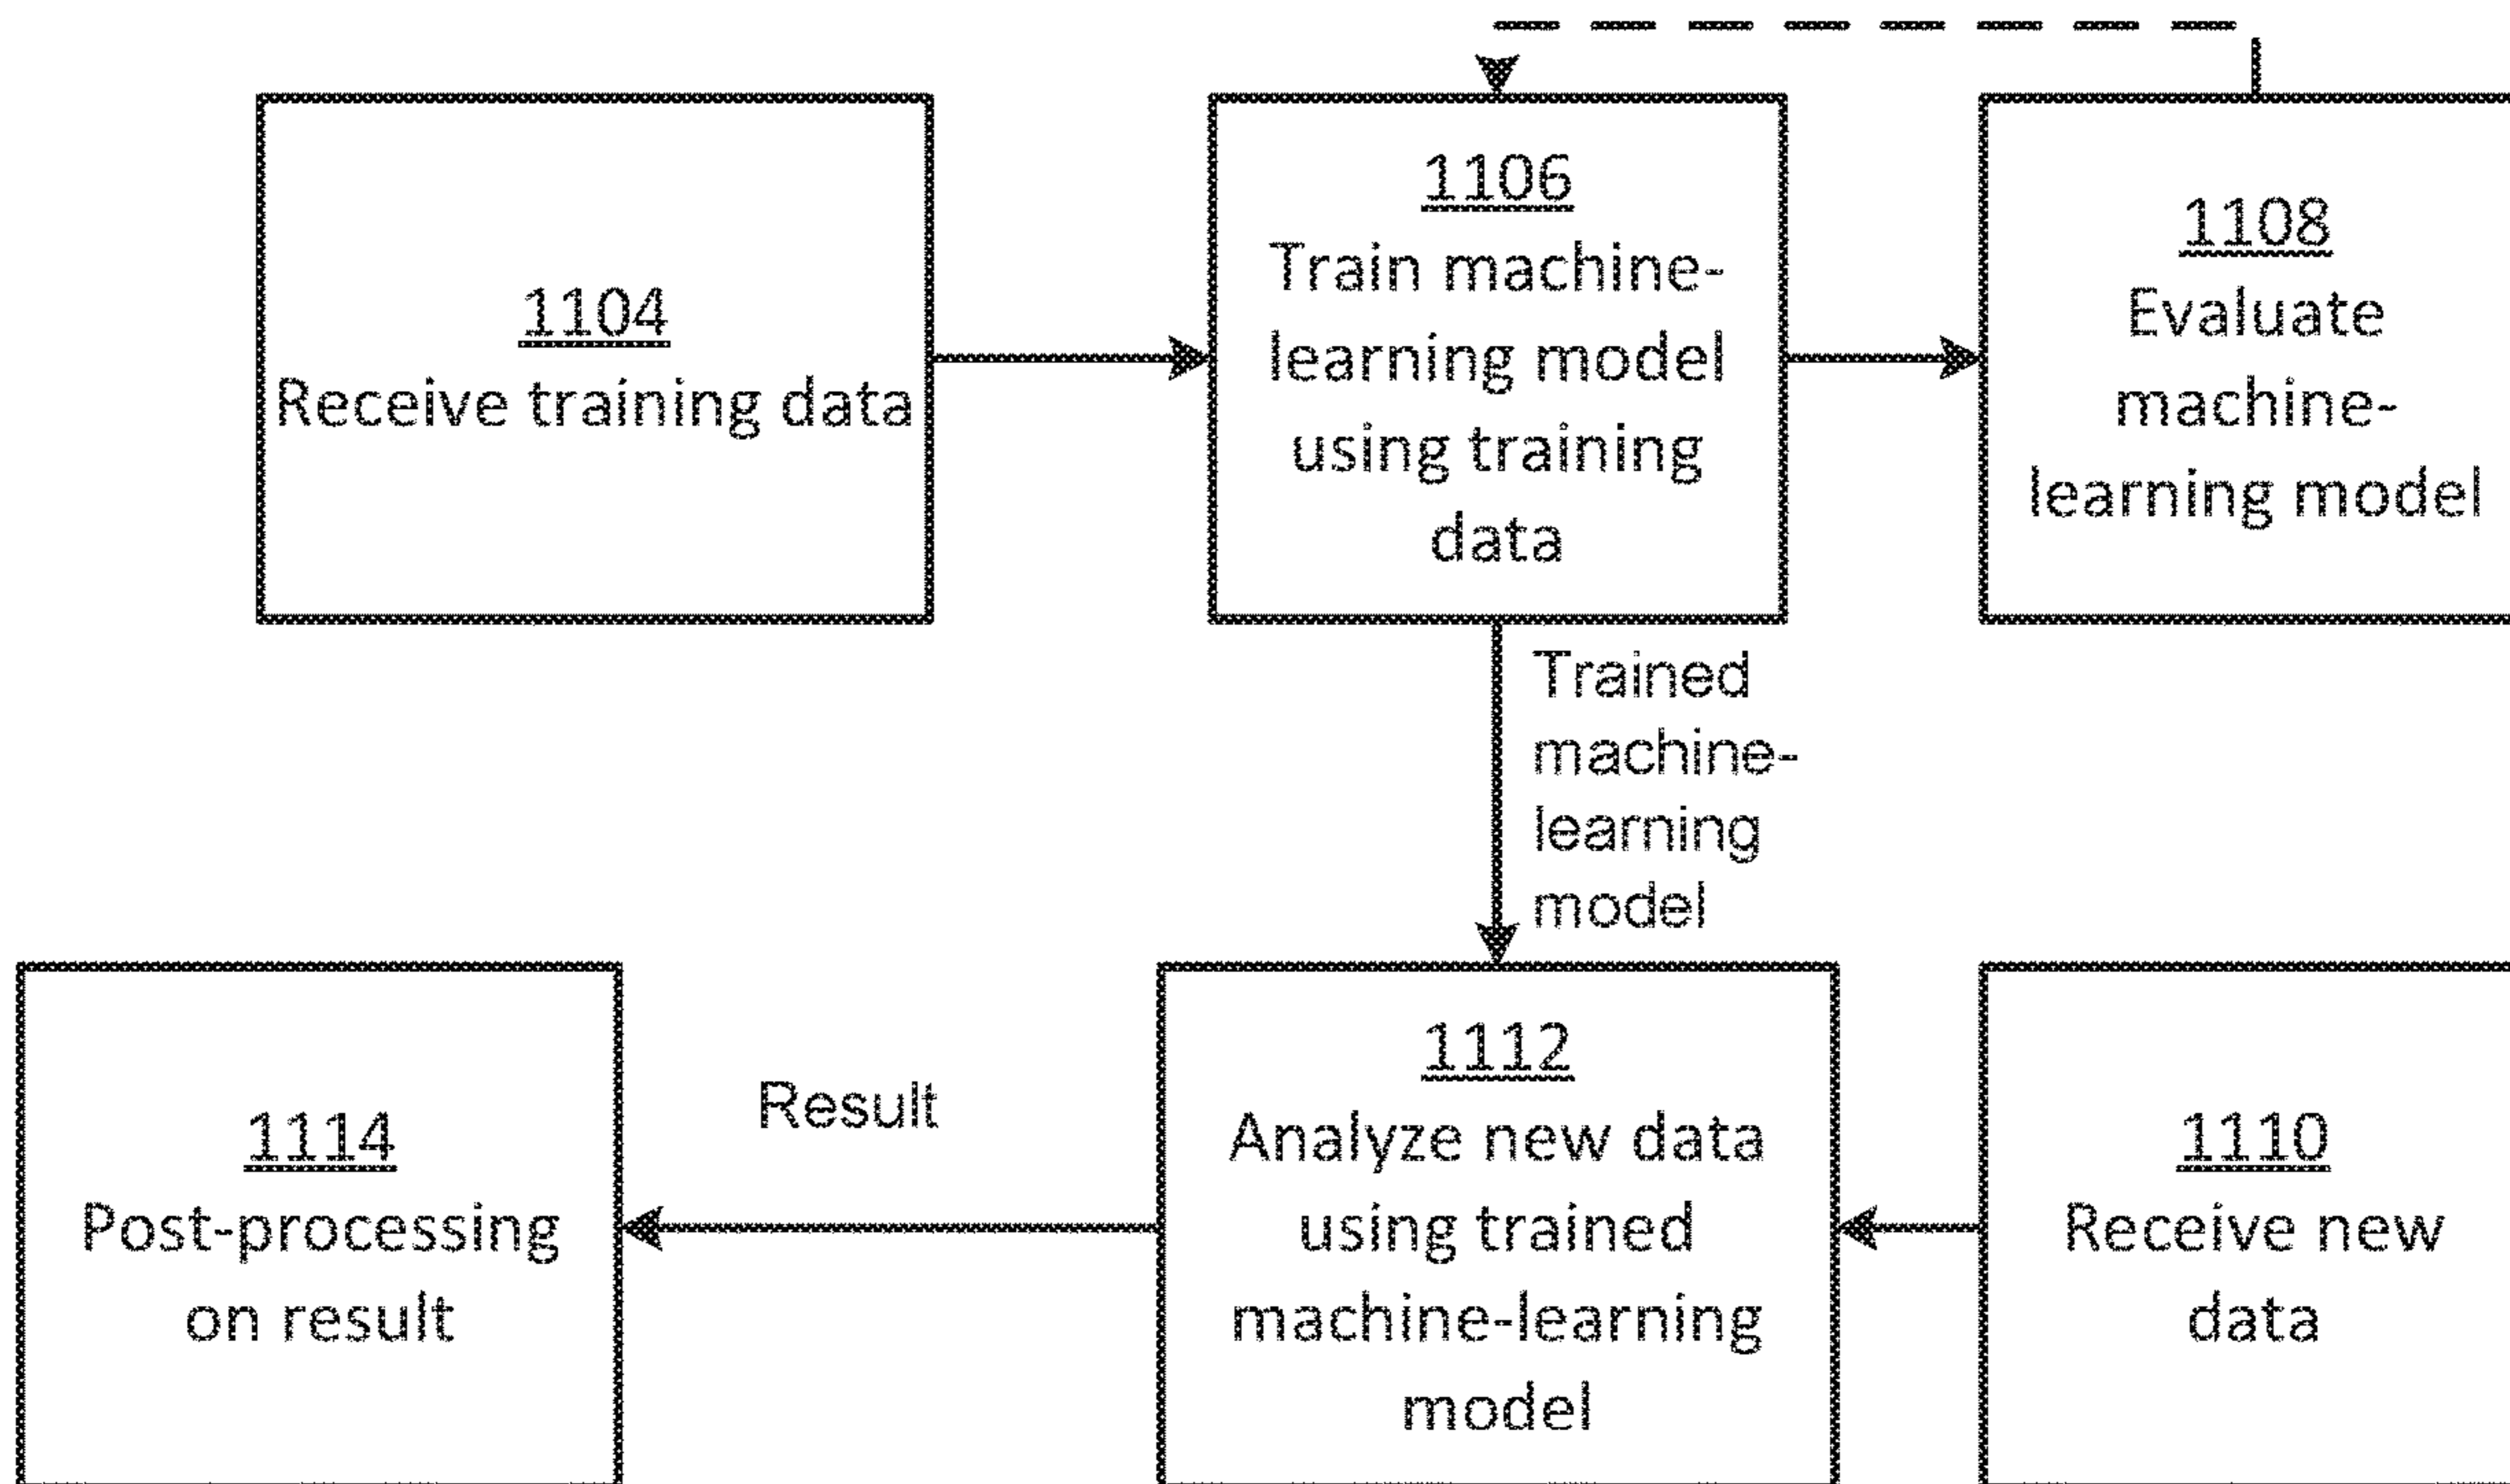 1104
Receive training data
1106
Train machine-
learning model
using training
data
1108
Evaluate
machine-
learning model
Trained
machine-
learning
model
1114
Post-processing
on result
Result
1112
Analyze new data
using trained
machine-learning
model
1110
Receive new
data